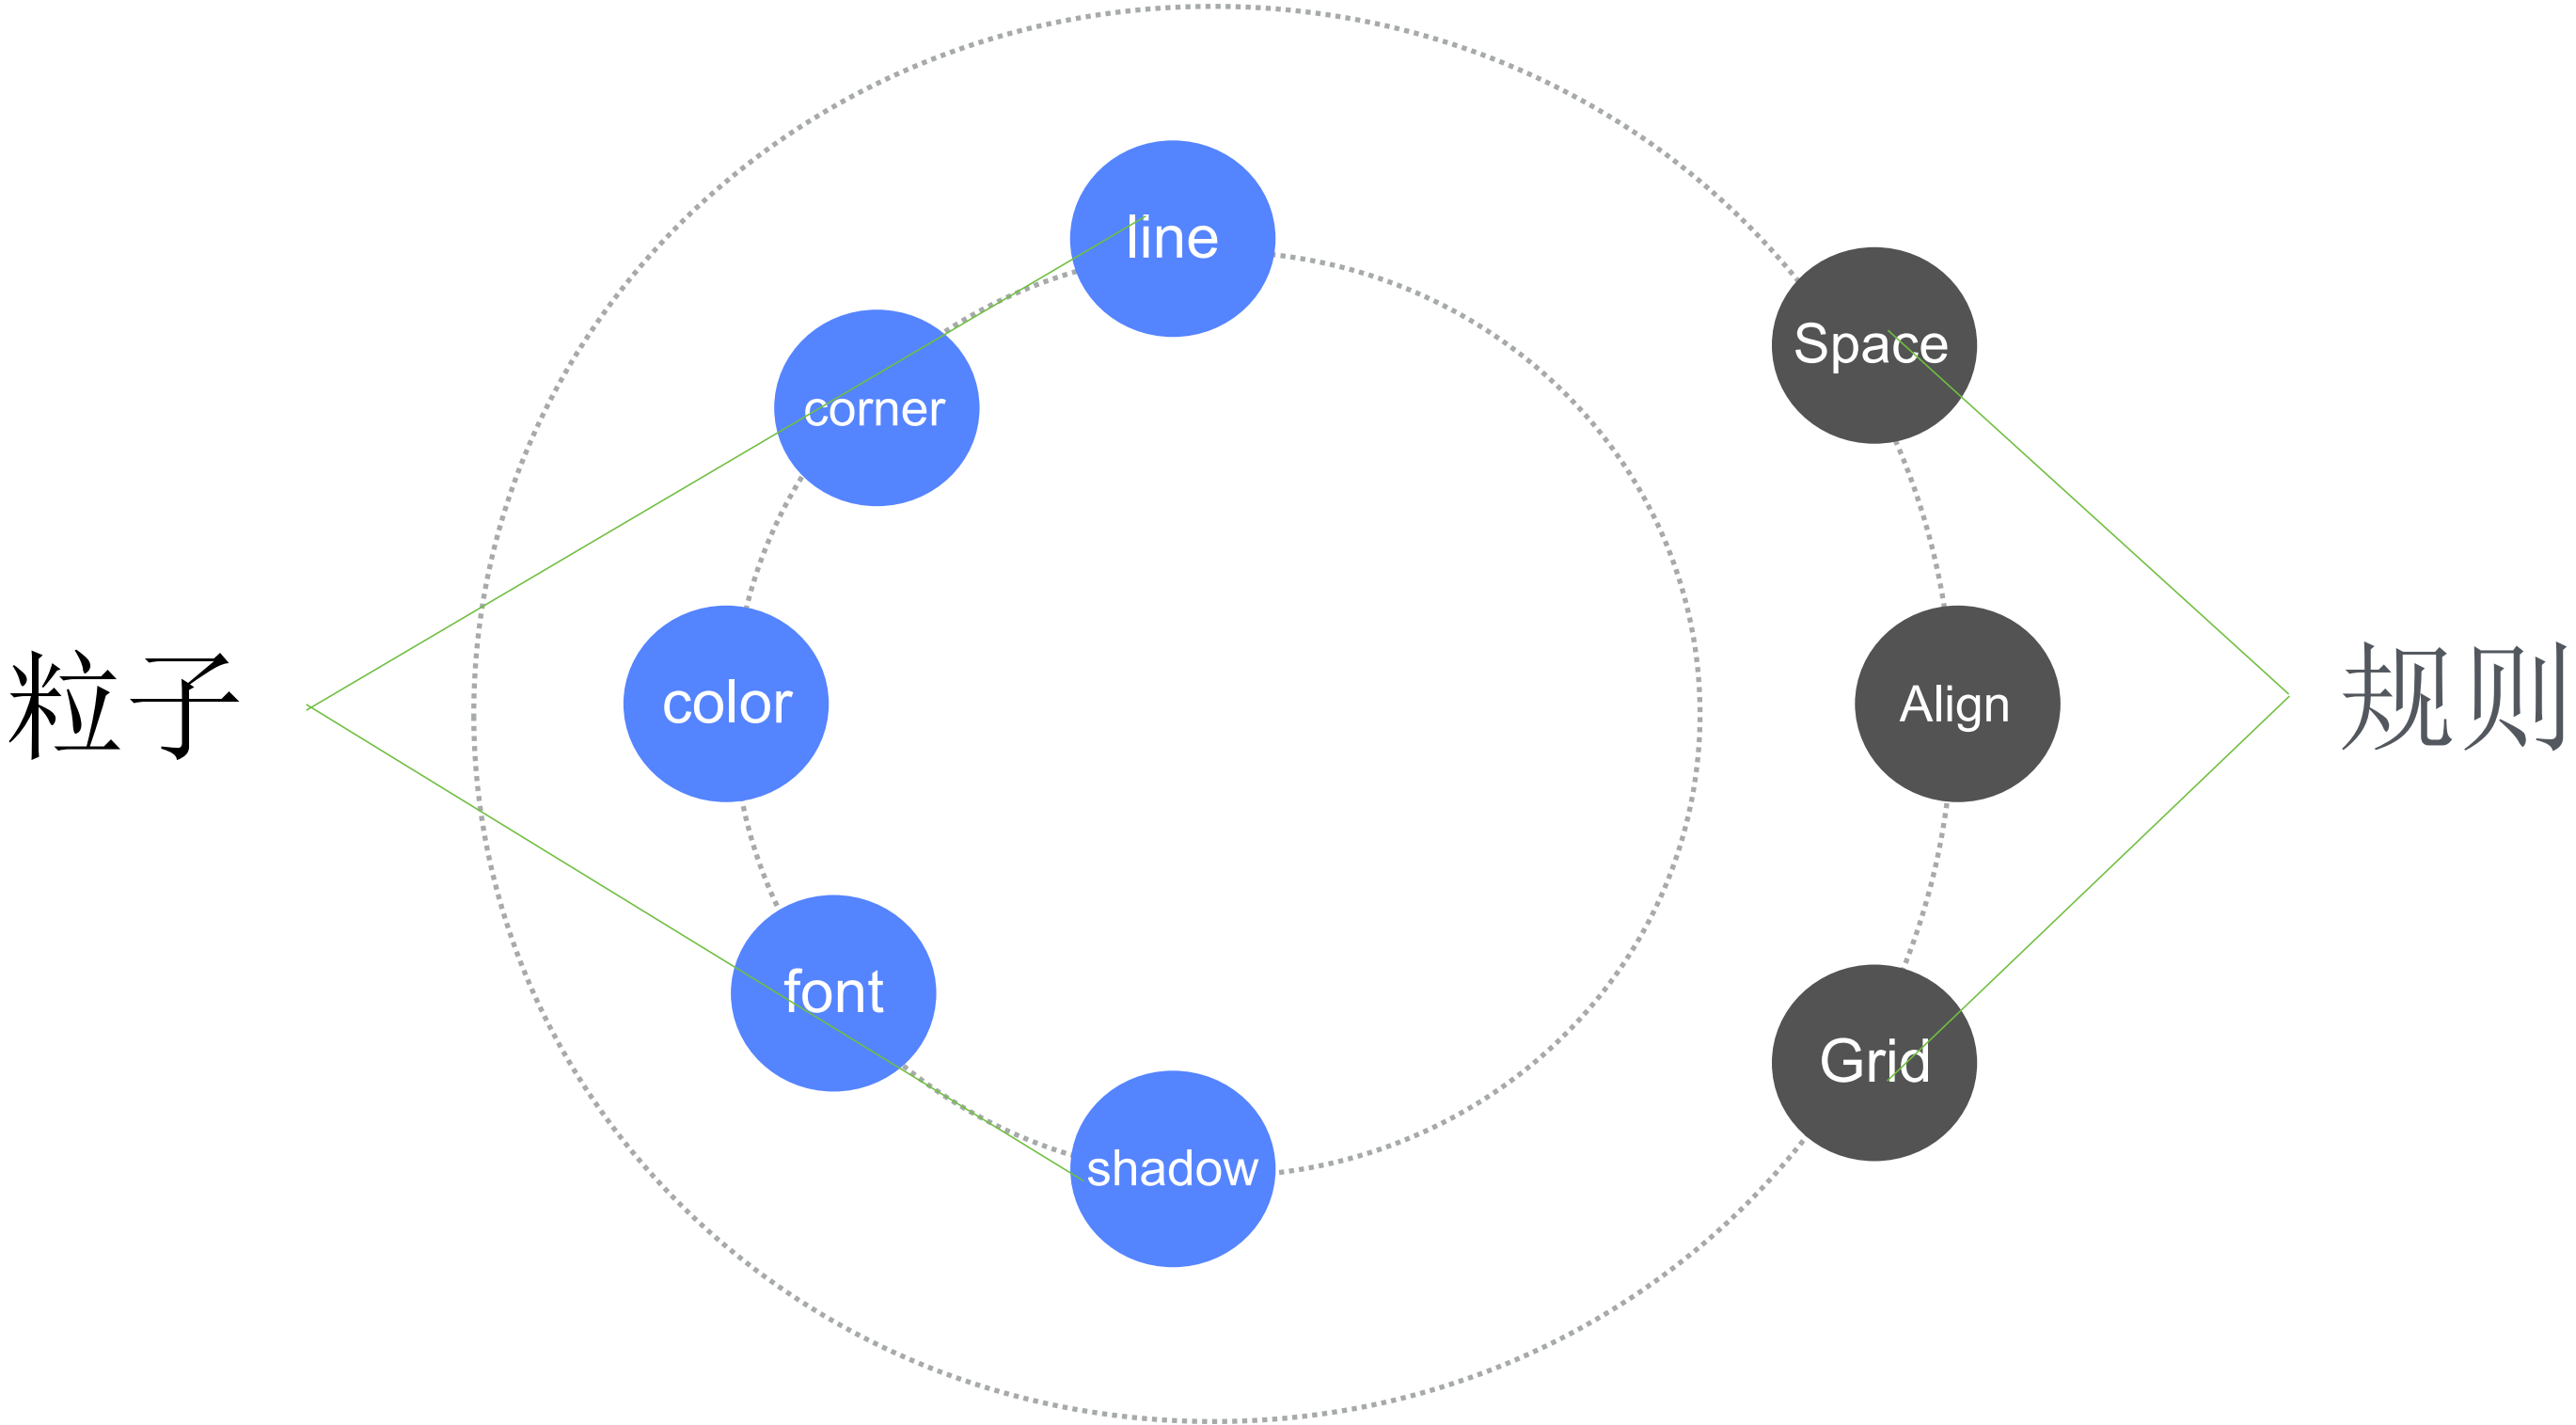 line
Space
corner
粒子
color
Align
规则
font
Grid
shadow